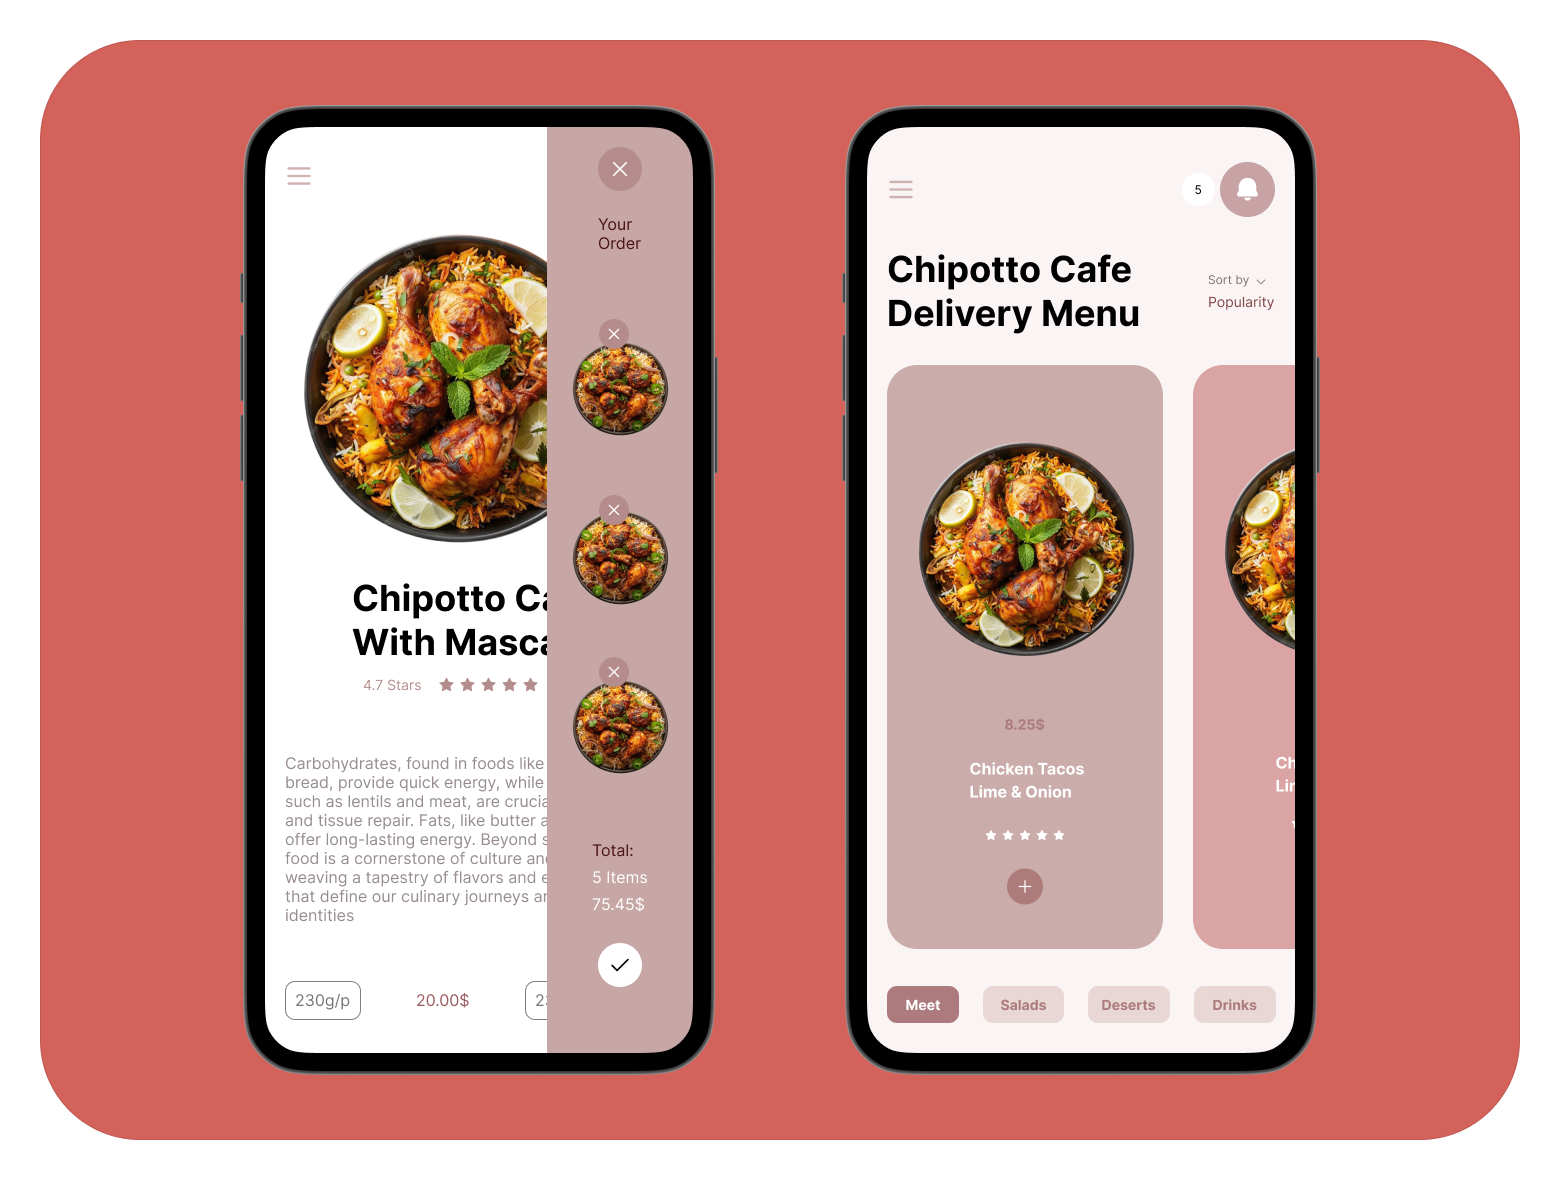 Your
Order
Chipotto Ca
With Masca
4.7 Stars
Carbohydrates, found in foods like
bread, provide quick energy, while
such as lentils and meat, are crucia
and tissue repair. Fats, like butter a
offer long-lasting energy. Beyond s
food is a cornerstone of culture and
weaving a tapestry of flavors and e
that define our culinary journeys an
identities
230g/p
20.00$
23
Total:
5 Items
75.45$
5
Chipotto Cafe
Delivery Menu
Sort by
Popularity
8.25$
Chicken Tacos
Lime & Onion
Ch
Lim
Meet
Salads
Deserts
Drinks